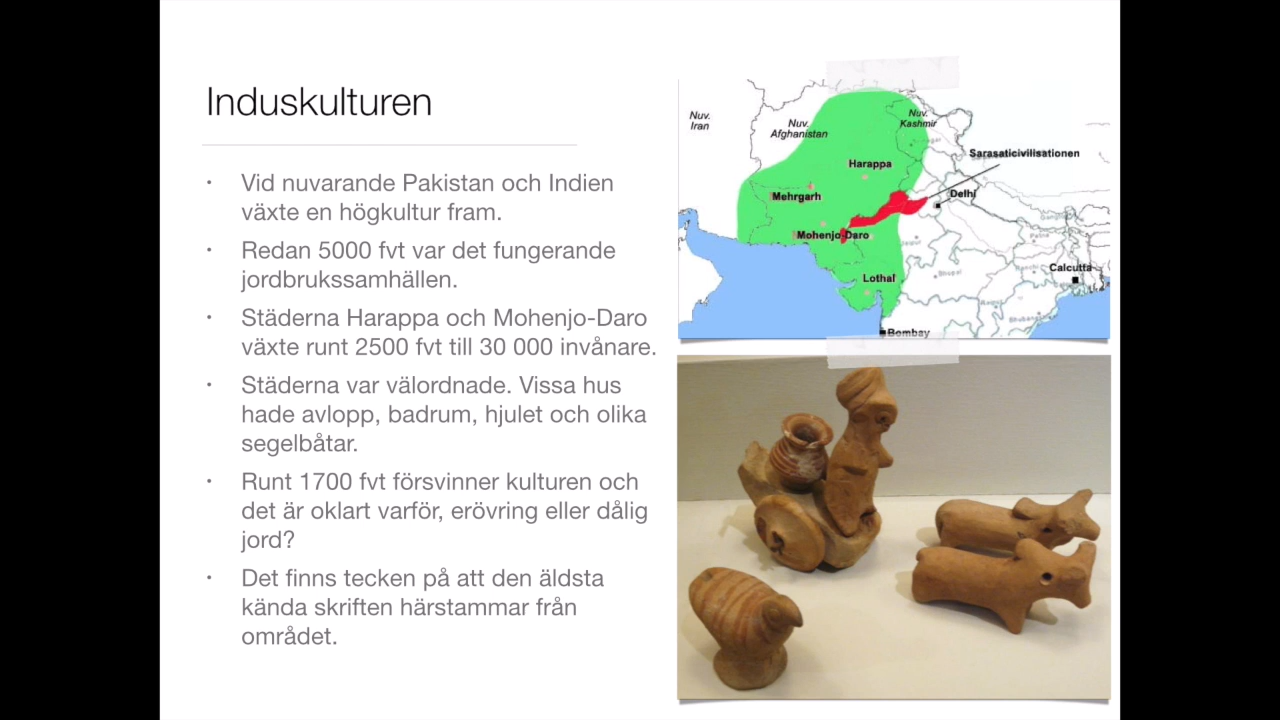 Induskulturen
• Vid nuvarande Pakistan och Indien
växte en högkultur fram.
• Redan 5000 fvt var det fungerande
jordbrukssamhällen.
• Städerna Harappa och Mohenjo-Daro
växte runt 2500 fvt till 30 000 invånare.
• Städerna var välordnade. Vissa hus
hade avlopp, badrum, hjulet och olika
segelbåtar.
• Runt 1700 fvt försvinner kulturen och
det är oklart varför, erövring eller dålig
jord?
• Det finns tecken på att den äldsta
kända skriften härstammar från
området.
Nuv.
Iran
Nuv.
Afghanistan
Nuv.
Kashmir
Sarasaticivilisationen
Harappa
Mehrgarh
Delhi
Mohenjo-Daro
Lothal
Bhopal
Calcutta
Bombay